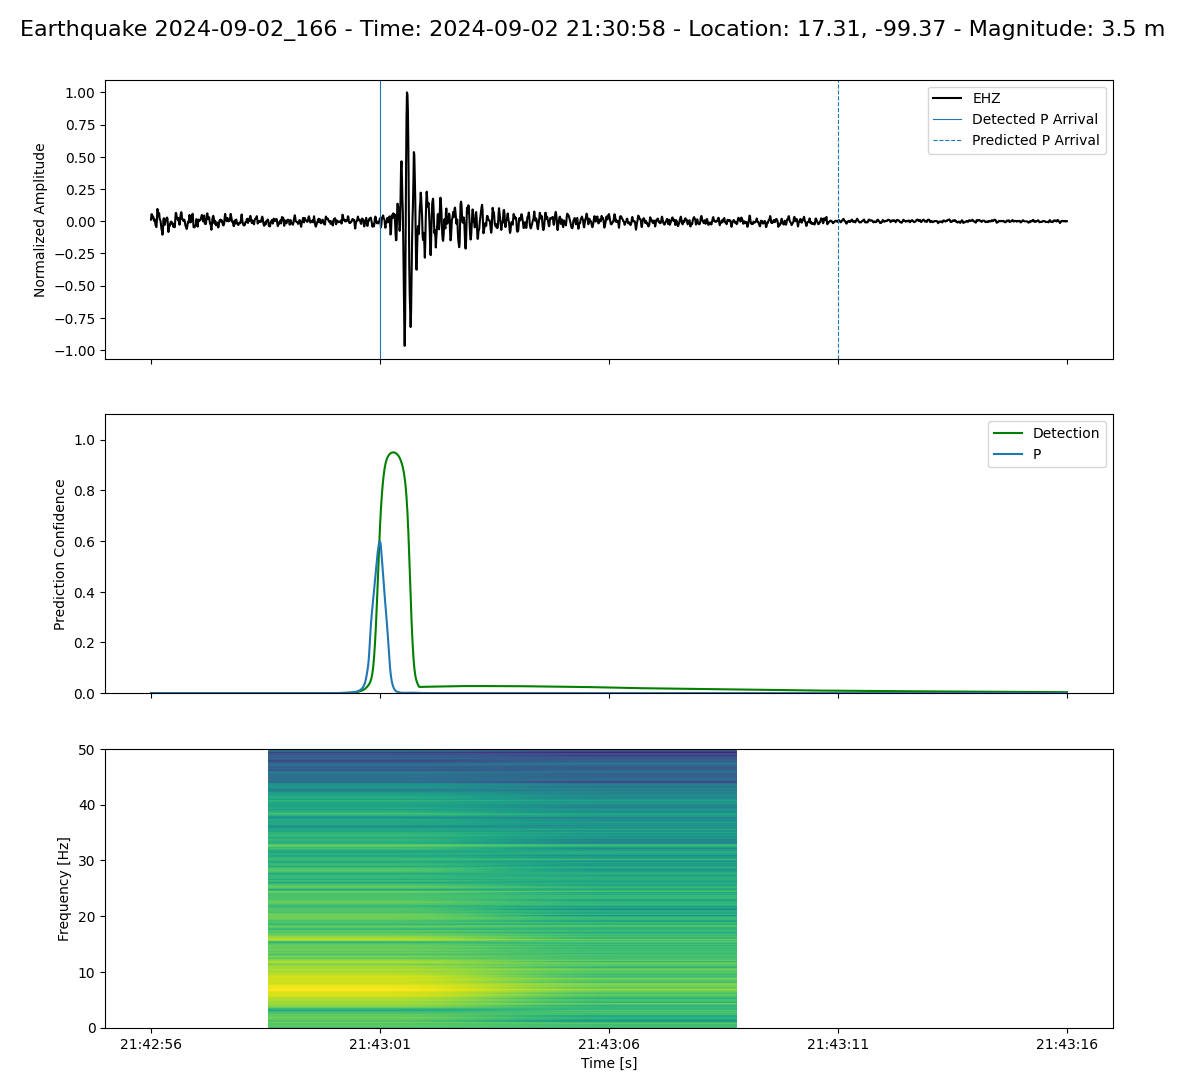 Earthquake 2024-09-02_166 - Time: 2024-09-02 21:30:58 - Location: 17.31, -99.37 - Magnitude: 3.5 m
Normalized Amplitude
1.00
0.75
0.50
0.25
0.00
−0.25
−0.50
−0.75
−1.00
EHZ
Detected P Arrival
Predicted P Arrival
Prediction Confidence
1.0
0.8
0.6
0.4
0.2
0.0
Detection
P
Frequency [Hz]
50
40
30
20
10
0
21:42:56 21:43:01 21:43:06 21:43:11 21:43:16
Time [s]